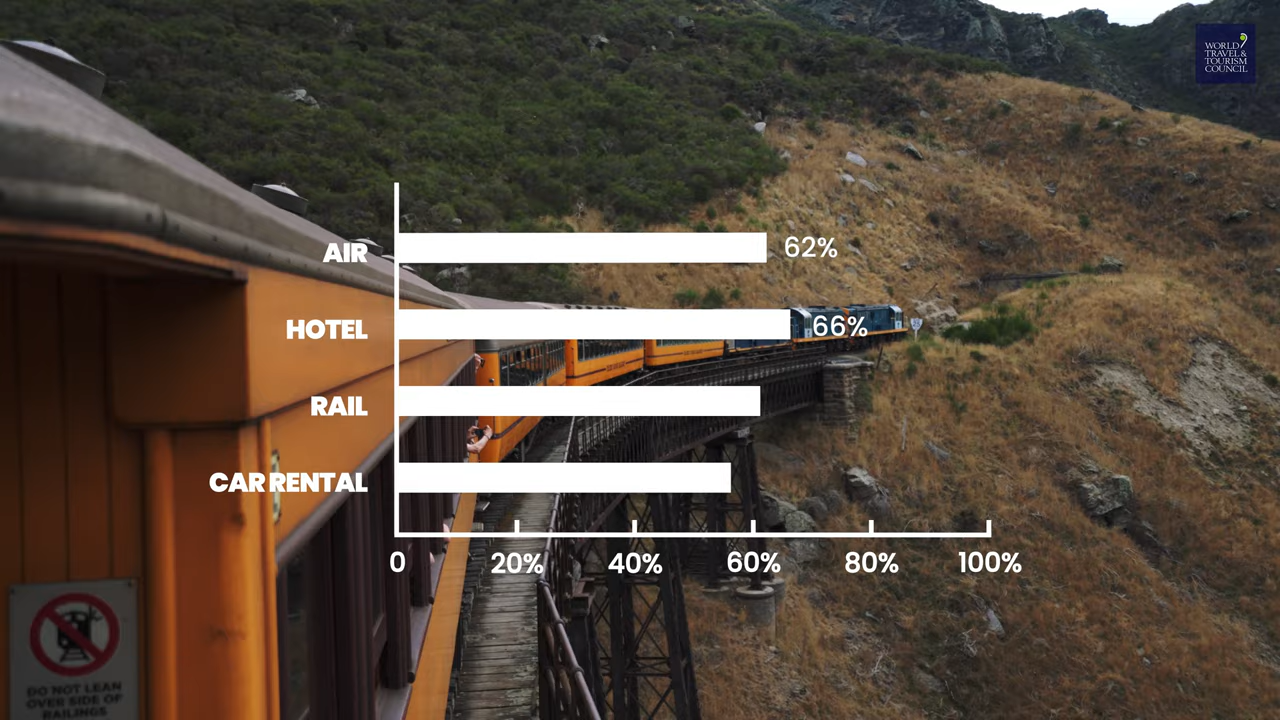 WORLD
TRAVEL &
TOURISM
COUNCIL
AIR 62%
HOTEL 66%
RAIL
CAR RENTAL
0 20% 40% 60% 80% 100%
DO NOT LEAN
OVER SIDE OF
RAILINGS